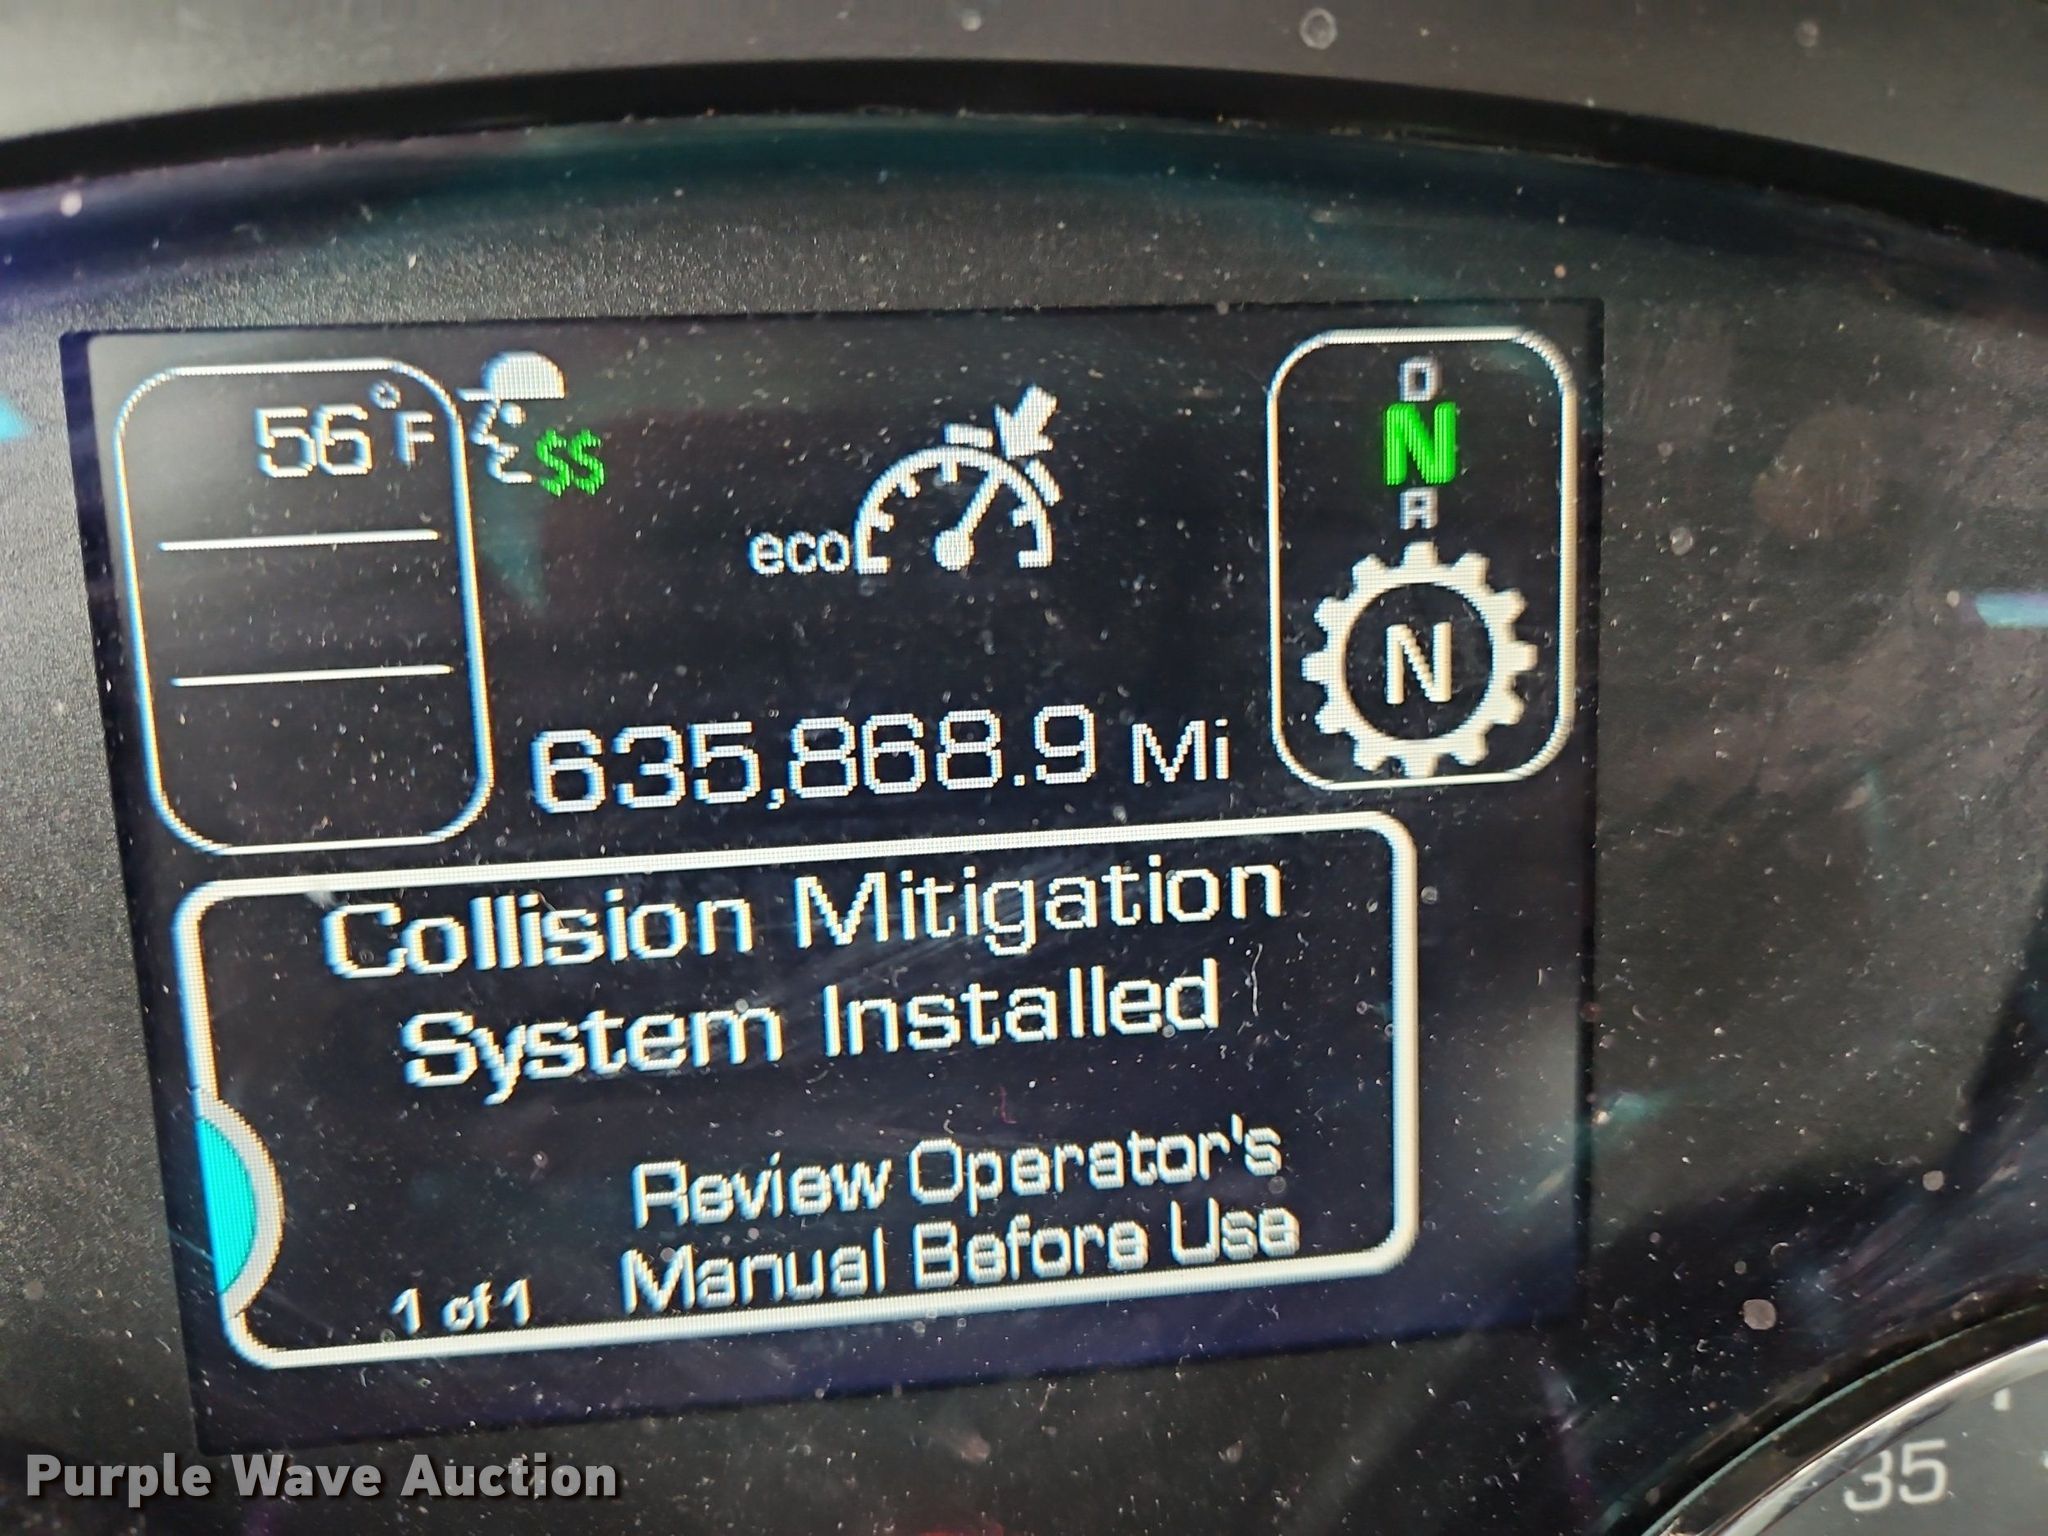 56°F
$$
D
N
R
eco
N
635,868.9 Mi
Collision Mitigation
System Installed
Review Operator's
Manual Before Use
1 of 1
35
Purple Wave Auction